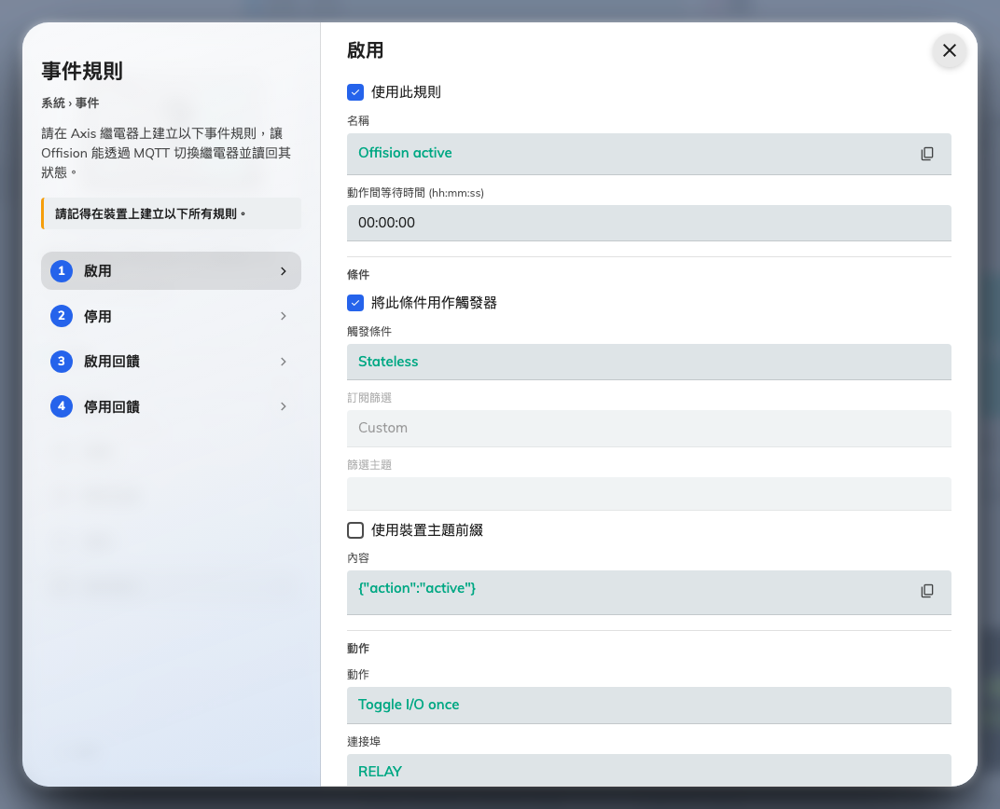 事件規則
系統 › 事件
請在 Axis 繼電器上建立以下事件規則，讓
Offision 能透過 MQTT 切換繼電器並讀回其
狀態。
請記得在裝置上建立以下所有規則。
1 啟用
2 停用
3 啟用回饋
4 停用回饋
啟用
使用此規則
名稱
Offision active
動作間等待時間 (hh:mm:ss)
00:00:00
條件
將此條件用作觸發器
觸發條件
Stateless
訂閱篩選
Custom
篩選主題
使用裝置主題前綴
內容
{"action":"active"}
動作
動作
Toggle I/O once
連接埠
RELAY